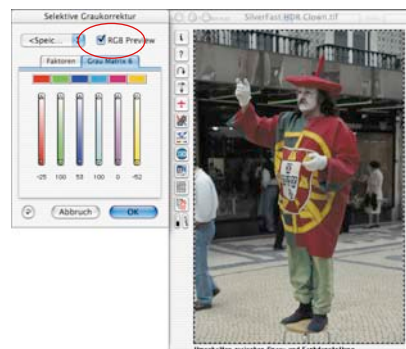 Selektive Graukorrektur
<Speic...
RGB Preview
Faktoren
Grau Matrix 6
-25 100 53 100 0 -52
Abbruch
OK
SilverFast HDR Clown.tif